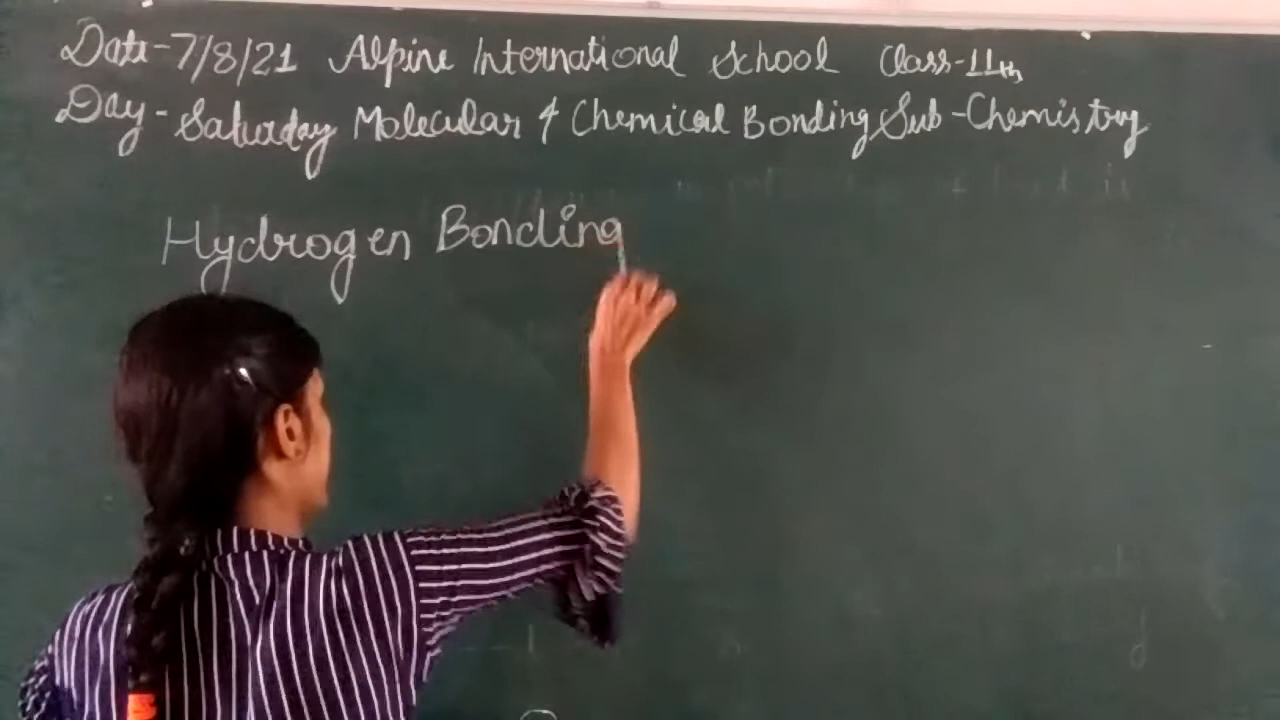 Date-7/8/21 Alpine International School Class-11th
Day-Saturday Molecular & Chemical Bonding Sub-Chemistry
Hydrogen Bonding